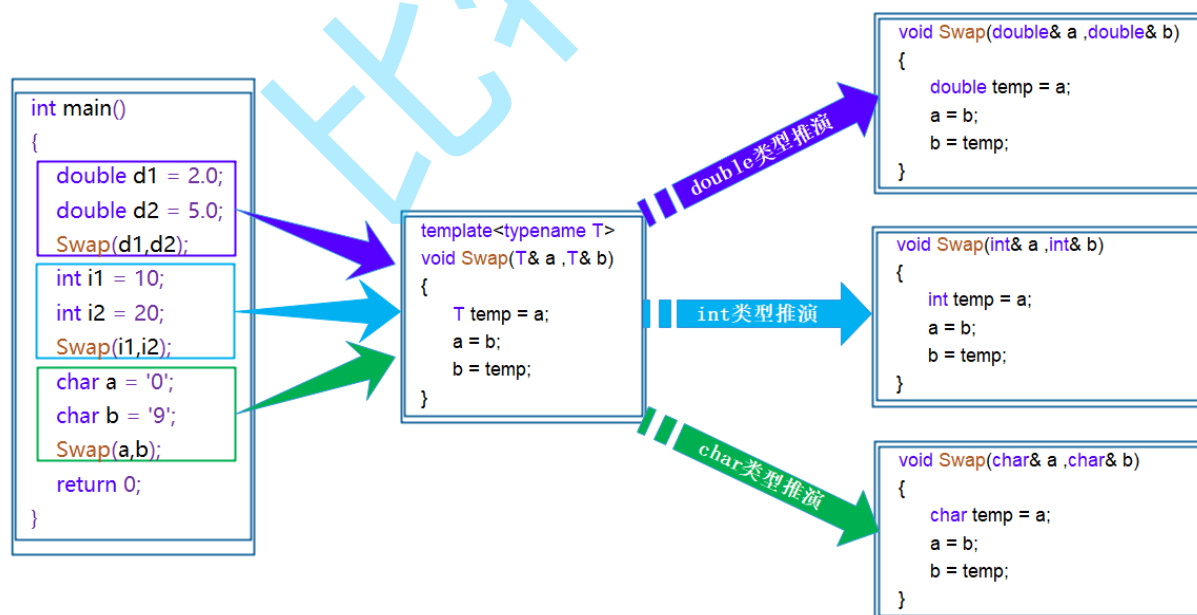 int main()
{
double d1 = 2.0;
double d2 = 5.0;
Swap(d1,d2);
int i1 = 10;
int i2 = 20;
Swap(i1,i2);
char a = '0';
char b = '9';
Swap(a,b);
return 0;
}
template<typename T>
void Swap(T& a ,T& b)
{
T temp = a;
a = b;
b = temp;
}
double类型推演
int类型推演
char类型推演
void Swap(double& a ,double& b)
{
double temp = a;
a = b;
b = temp;
}
void Swap(int& a ,int& b)
{
int temp = a;
a = b;
b = temp;
}
void Swap(char& a ,char& b)
{
char temp = a;
a = b;
b = temp;
}
比